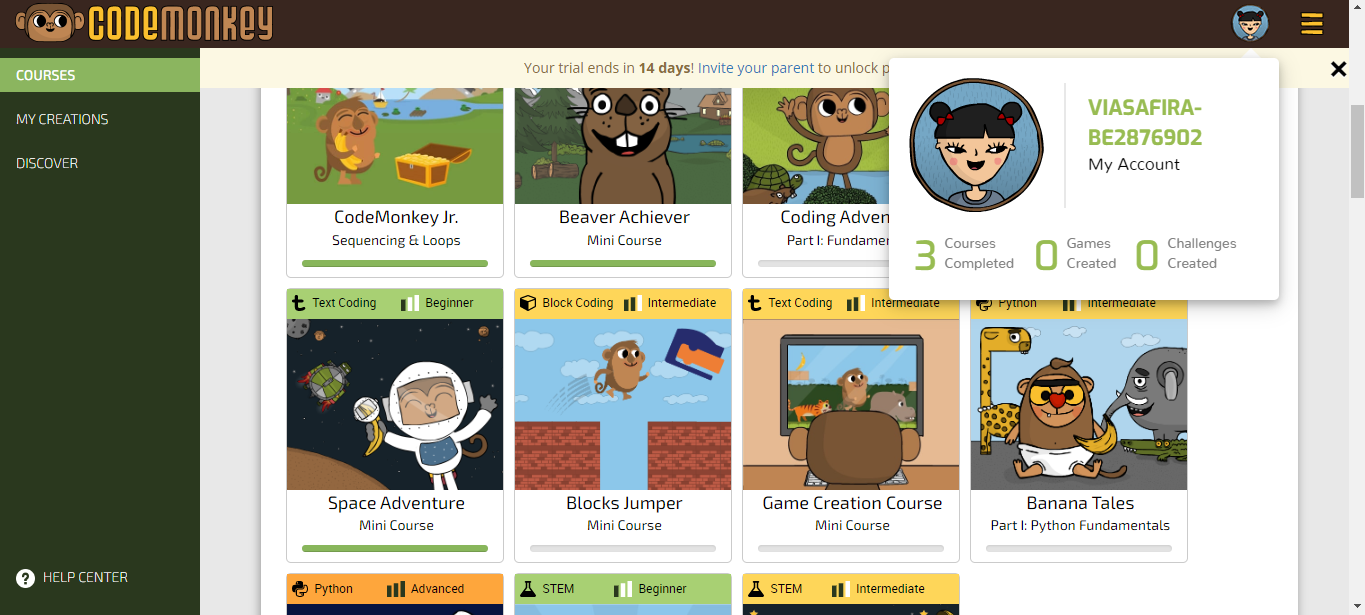 CODEMONKEY
COURSES
MY CREATIONS
DISCOVER
HELP CENTER
Your trial ends in 14 days! Invite your parent to unlock
VIASAFIRA-
BE2876902
My Account
3 Courses Completed
0 Games Created
0 Challenges Created
CodeMonkey Jr.
Sequencing & Loops
Beaver Achiever
Mini Course
Coding
Part I:
Text Coding Beginner
Space Adventure
Mini Course
Block Coding Intermediate
Blocks Jumper
Mini Course
Text Coding Intermediate
Game Creation Course
Mini Course
Python Intermediate
Banana Tales
Part I: Python Fundamentals
Python Advanced
STEM Beginner
STEM Intermediate